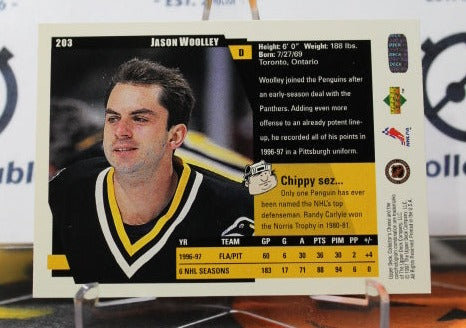 203
JASON WOOLLEY
D
Height: 6' 0" Weight: 188 lbs.
Born: 7/27/69
Toronto, Ontario
Woolley joined the Penguins after
an early-season deal with the
Panthers. Adding even more
offense to an already potent line-
up, he recorded all of his points in
1996-97 in a Pittsburgh uniform.
Chippy sez...
Only one Penguin has ever
been named the NHL's top
defenseman. Randy Carlyle won
the Norris Trophy in 1980-81.
YR TEAM GP G A PTS PIM PP +/-
1996-97 FLA/PIT 60 6 30 36 30 2 +4
6 NHL SEASONS 183 17 71 88 94 6
NHLPA